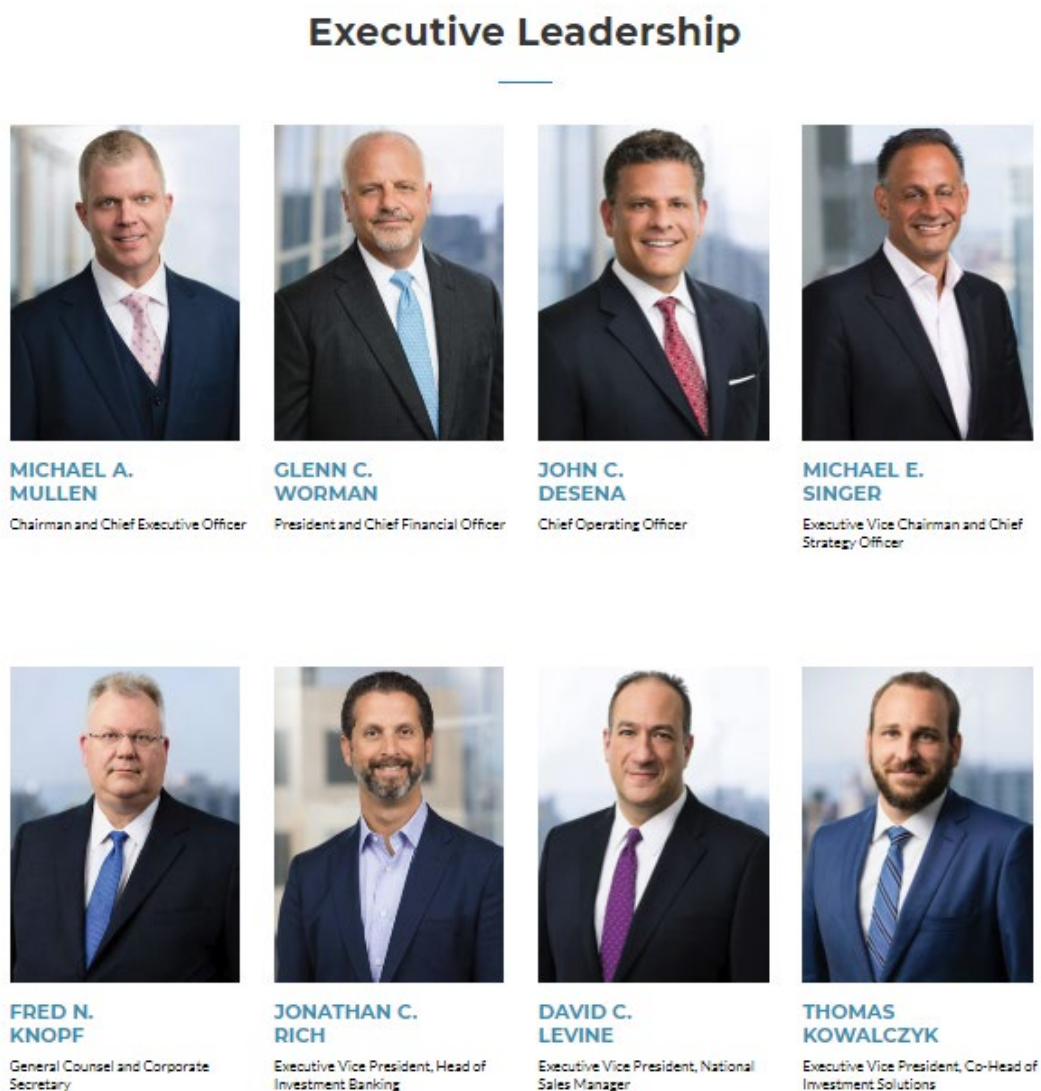 Executive Leadership
MICHAEL A.
MULLEN
Chairman and Chief Executive Officer
GLENN C.
WORMAN
President and Chief Financial Officer
JOHN C.
DESENA
Chief Operating Officer
MICHAEL E.
SINGER
Executive Vice Chairman and Chief
Strategy Officer
FRED N.
KNOPF
General Counsel and Corporate
Secretary
JONATHAN C.
RICH
Executive Vice President, Head of
Investment Banking
DAVID C.
LEVINE
Executive Vice President, National
Sales Manager
THOMAS
KOWALCZYK
Executive Vice President, Co-Head of
Investment Solutions